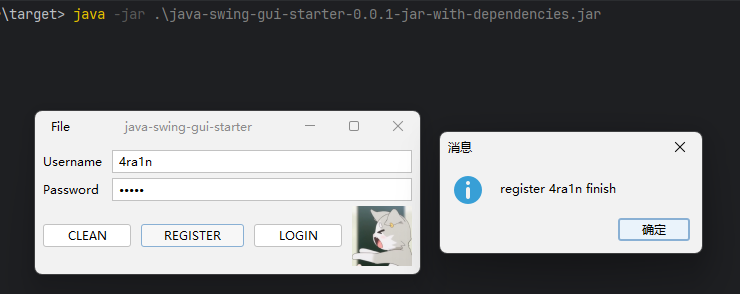 \target> java -jar .\java-swing-gui-starter-0.0.1-jar-with-dependencies.jar
File java-swing-gui-starter
Username 4ra1n
Password •••••
CLEAN REGISTER LOGIN
消息
register 4ra1n finish
确定